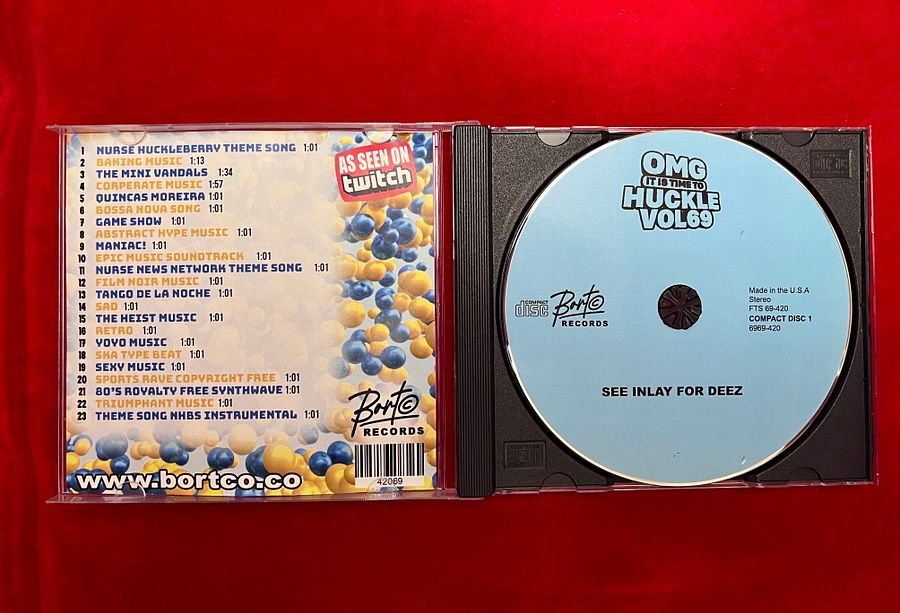 1 NURSE HUCKLEBERRY THEME SONG 1:01
2 BAKING MUSIC 1:13
3 THE MINI VANDALS 1:34
4 CORPERATE MUSIC 1:57
5 QUINCAS MOREIRA 1:01
6 BOSSA NOVA SONG 1:01
7 GAME SHOW 1:01
8 ABSTRACT HYPE MUSIC 1:01
9 MANIAC! 1:01
10 EPIC MUSIC SOUNDTRACK 1:01
11 NURSE NEWS NETWORK THEME SONG 1:01
12 FILM NOIR MUSIC 1:01
13 TANGO DE LA NOCHE 1:01
14 SAD 1:01
15 THE HEIST MUSIC 1:01
16 RETRO 1:01
17 YOYO MUSIC 1:01
18 SKA TYPE BEAT 1:01
19 SEXY MUSIC 1:01
20 SPORTS RAVE COPYRIGHT FREE 1:01
21 80'S ROYALTY FREE SYNTHWAVE 1:01
22 TRIUMPHANT MUSIC 1:01
23 THEME SONG NHBS INSTRUMENTAL 1:01
AS SEEN ON
twitch
Bort©
RECORDS
42069
www.bortco.co
OMG
IT IS TIME TO
HUCKLE
VOL69
COMPACT
disc
Bort©
RECORDS
Made in the U.S.A
Stereo
FTS 69-420
COMPACT DISC 1
6969-420
SEE INLAY FOR DEEZ